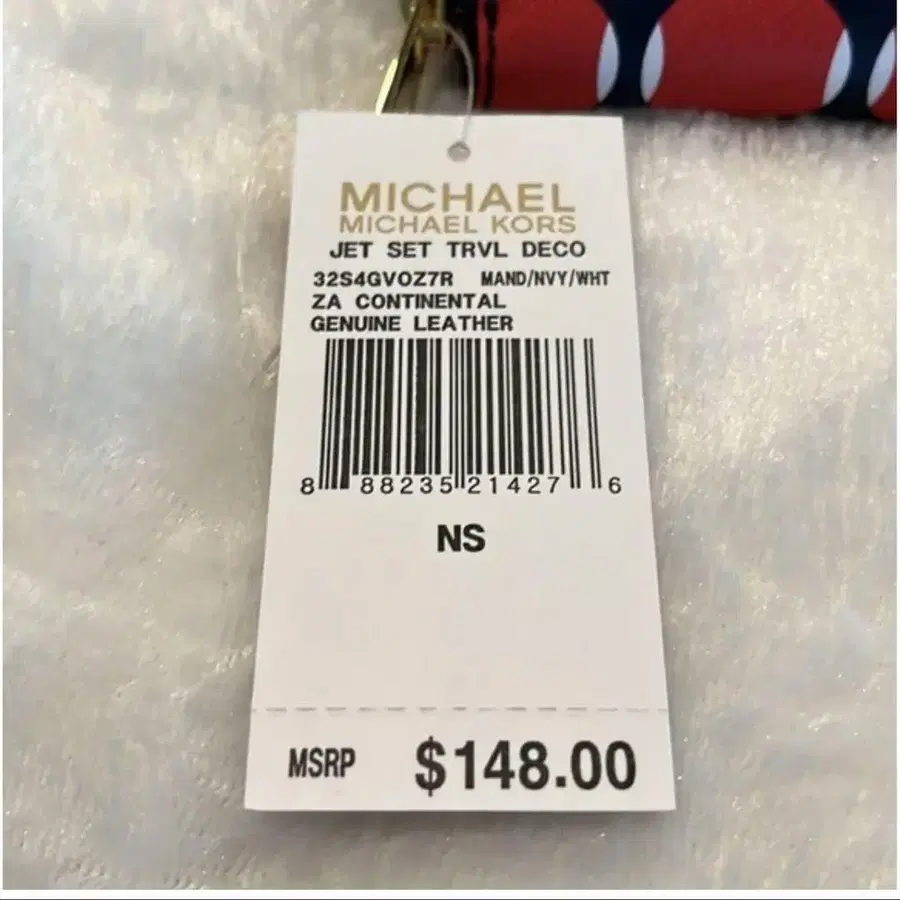 MICHAEL
MICHAEL KORS
JET SET TRVL DECO
32S4GVOZ7R MAND/NVY/WHT
ZA CONTINENTAL
GENUINE LEATHER
8 88235 21427 6
NS
MSRP $148.00